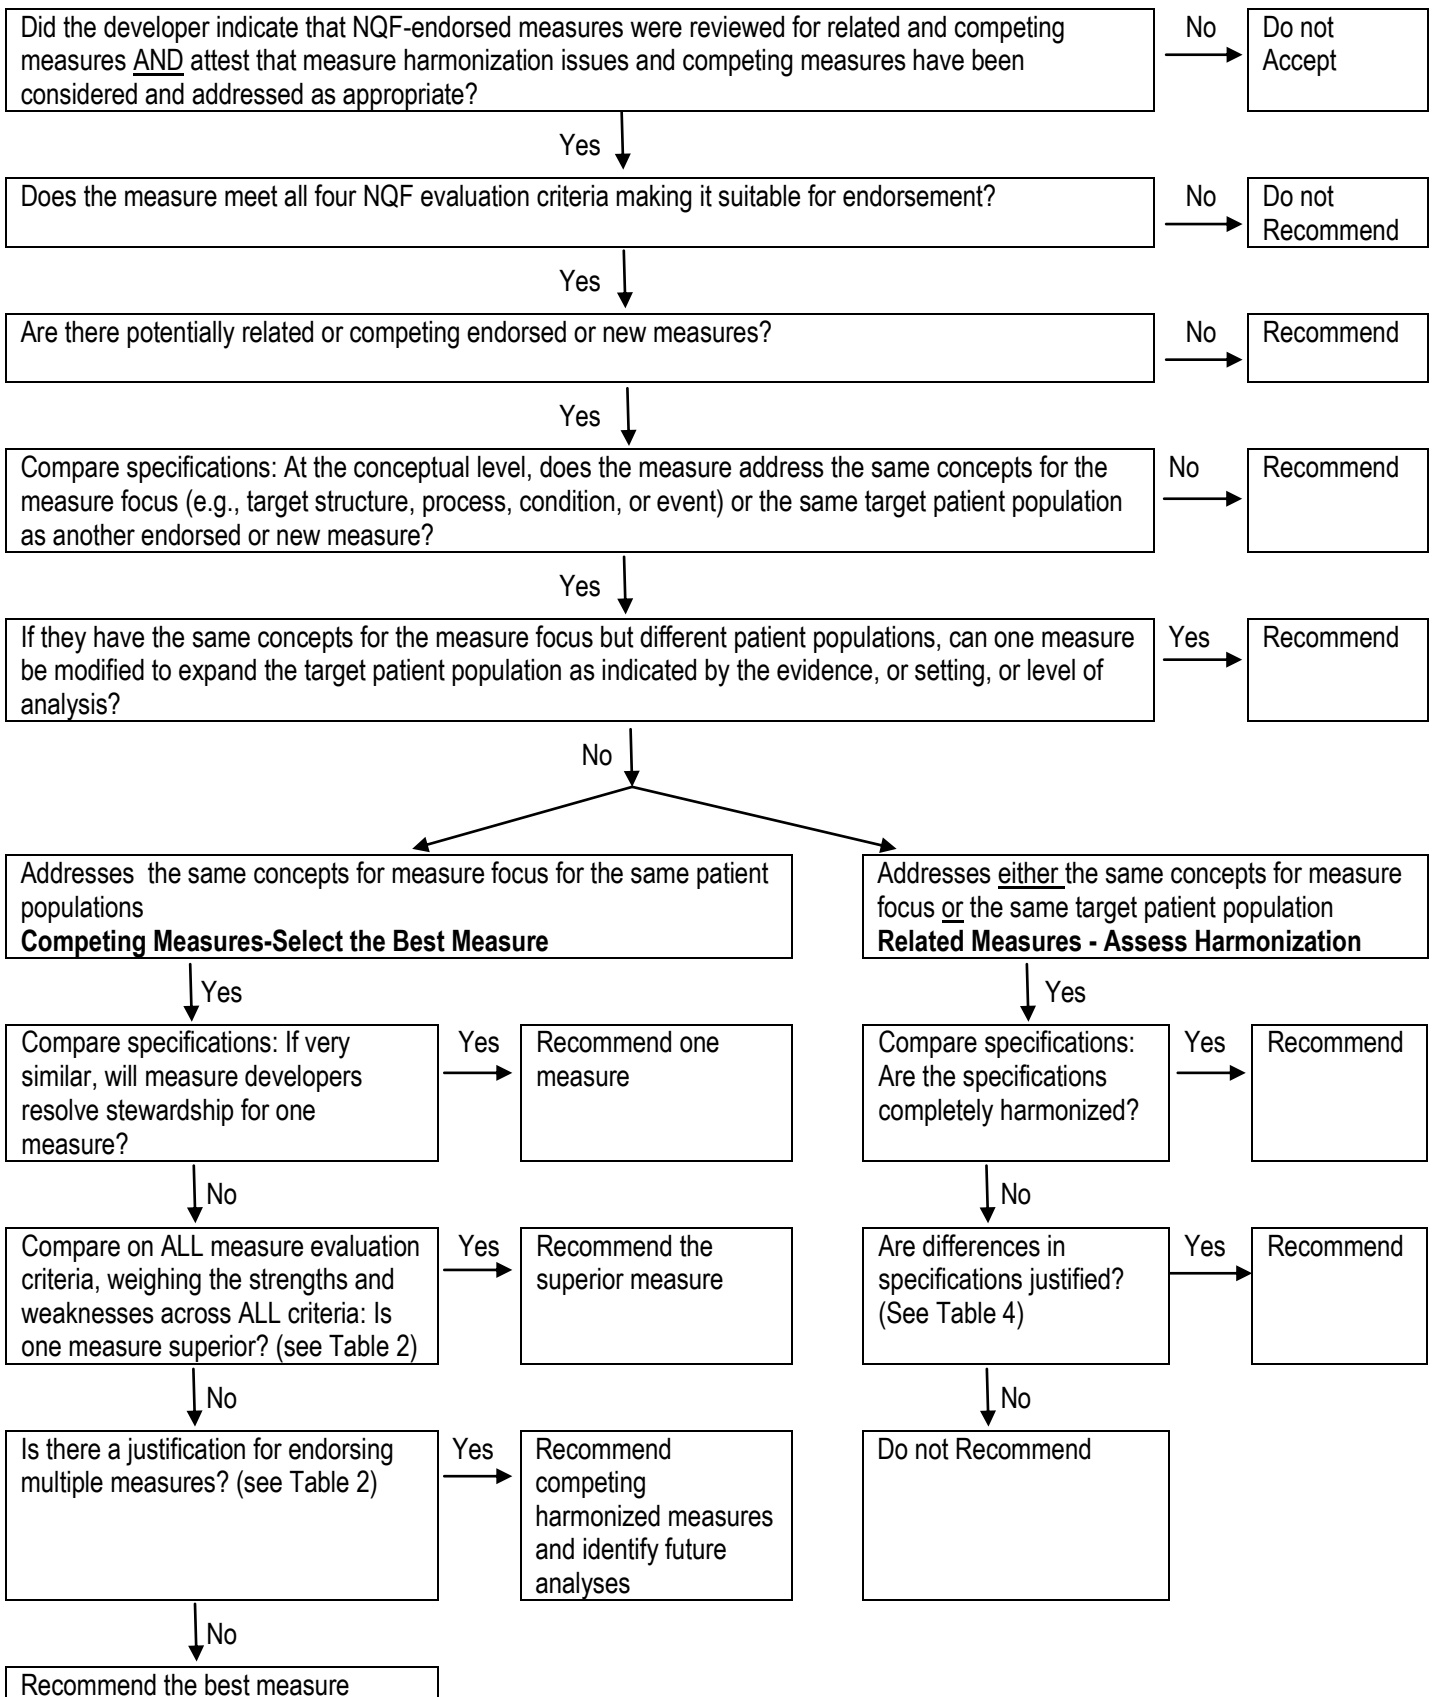 Did the developer indicate that NQF-endorsed measures were reviewed for related and competing
measures AND attest that measure harmonization issues and competing measures have been
considered and addressed as appropriate?
No
Do not
Accept
Yes
Does the measure meet all four NQF evaluation criteria making it suitable for endorsement?
No
Do not
Recommend
Yes
Are there potentially related or competing endorsed or new measures?
No
Recommend
Yes
Compare specifications: At the conceptual level, does the measure address the same concepts for the
measure focus (e.g., target structure, process, condition, or event) or the same target patient population
as another endorsed or new measure?
No
Recommend
Yes
If they have the same concepts for the measure focus but different patient populations, can one measure
be modified to expand the target patient population as indicated by the evidence, or setting, or level of
analysis?
Yes
Recommend
No
Addresses the same concepts for measure focus for the same patient
populations
Competing Measures-Select the Best Measure
Addresses either the same concepts for measure
focus or the same target patient population
Related Measures - Assess Harmonization
Yes
Yes
Compare specifications: If very
similar, will measure developers
resolve stewardship for one
measure?
Yes
Recommend one
measure
Compare specifications:
Are the specifications
completely harmonized?
Yes
Recommend
No
No
Compare on ALL measure evaluation
criteria, weighing the strengths and
weaknesses across ALL criteria: Is
one measure superior? (see Table 2)
Yes
Recommend the
superior measure
Are differences in
specifications justified?
(See Table 4)
Yes
Recommend
No
No
Is there a justification for endorsing
multiple measures? (see Table 2)
Yes
Recommend
competing
harmonized measures
and identify future
analyses
Do not Recommend
No
Recommend the best measure